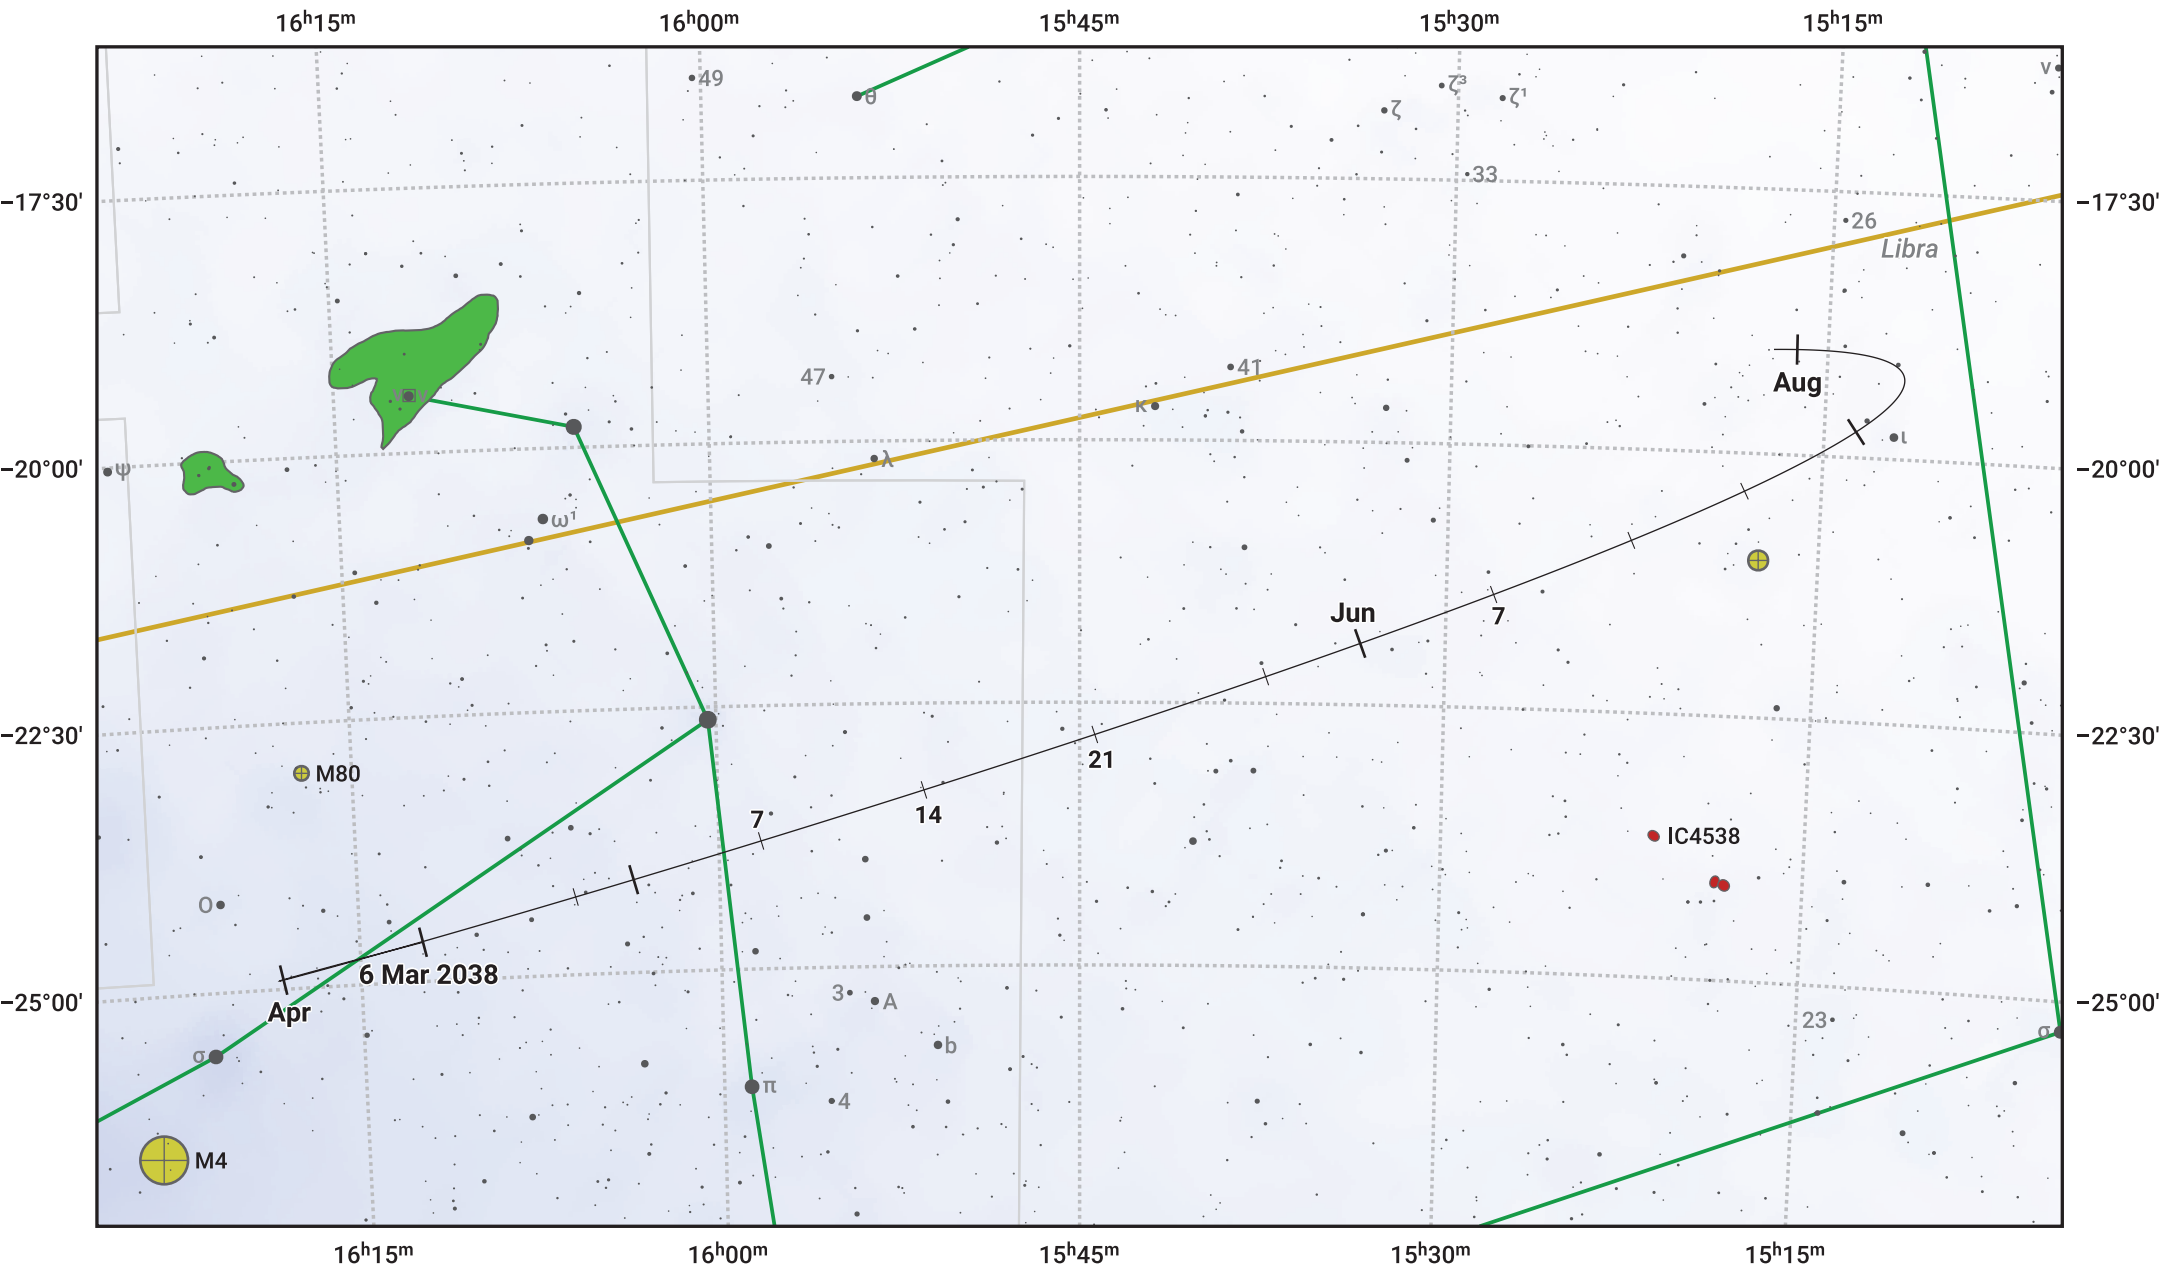 16ʰ15ᵐ 16ʰ00ᵐ 15ʰ45ᵐ 15ʰ30ᵐ 15ʰ15ᵐ
49 θ ζ³ ζ ζ¹ ν
33
−17°30' −17°30'
26
Libra
47 41
κ
ν
λ ι
Aug
−20°00' ψ −20°00'
ω¹
Jun
7
−22°30' −22°30'
21
M80
7 14
IC4538
O
6 Mar 2038
3 A
−25°00' −25°00'
Apr
23
σ b σ
π
4
M4
16ʰ15ᵐ 16ʰ00ᵐ 15ʰ45ᵐ 15ʰ30ᵐ 15ʰ15ᵐ